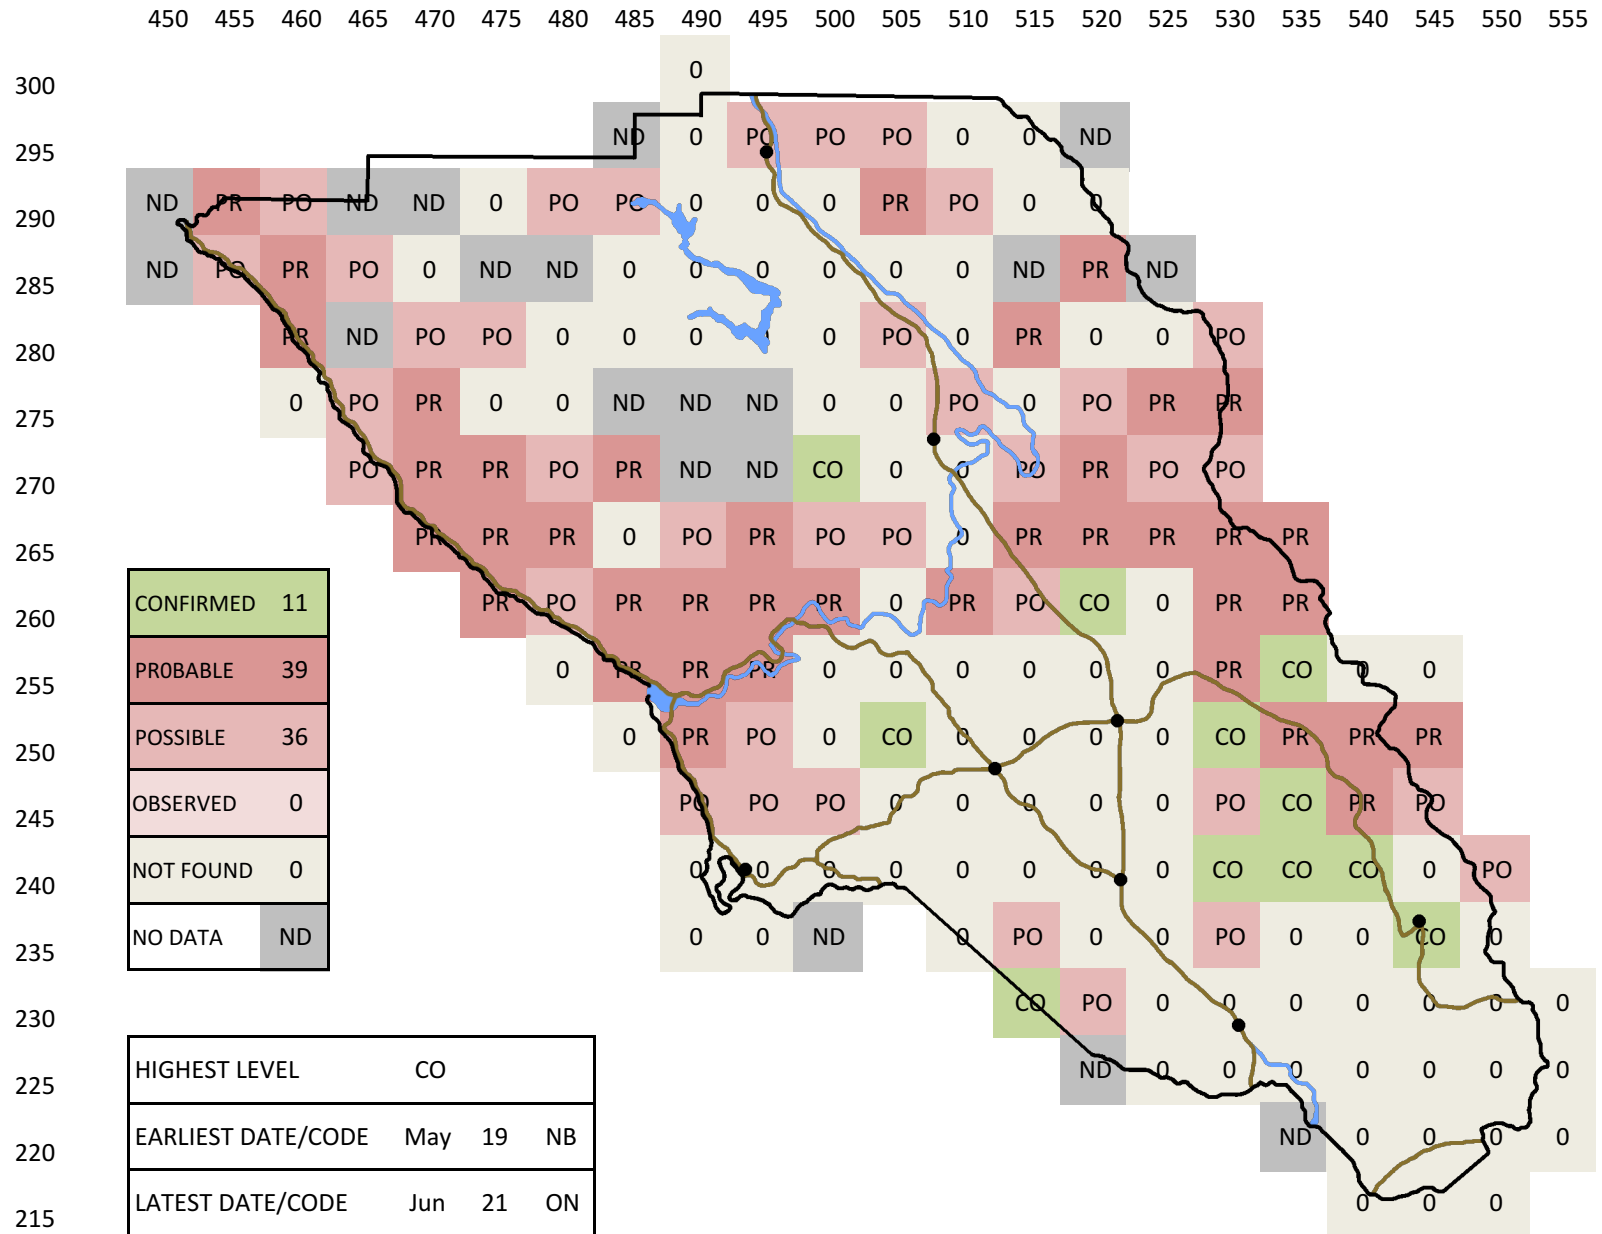 450 455 460 465 470 475 480 485 490 495 500 505 510 515 520 525 530 535 540 545 550 555
0
300
ND 0 PO PO PO 0 0 ND
295
ND PR PO ND ND 0 PO PO 0 0 0 PR PO 0 0
290
ND PO PR PO 0 ND ND 0 0 0 0 0 0 ND PR ND
285
PR ND PO PO 0 0 0 0 0 PO 0 PR 0 0 PO
280
0 PO PR 0 0 ND ND ND 0 0 PO 0 PO PR PR
275
PO PR PR PO PR ND ND CO 0 0 PO PR PO PO
270
PR PR PR 0 PO PR PO PO 0 PR PR PR PR PR
265
CONFIRMED 11
PR PO PR PR PR PR 0 PR PO CO 0 PR PR
260
PROBABLE 39
0 PR PR PR 0 0 0 0 0 0 PR CO 0 0
255
POSSIBLE 36
0 PR PO 0 CO 0 0 0 0 CO PR PR PR
250
OBSERVED 0
PO PO PO 0 0 0 0 0 PO CO PR PO
245
NOT FOUND 0
0 0 0 0 0 0 0 0 CO CO CO 0 PO
240
NO DATA ND
0 0 ND 0 PO 0 0 PO 0 0 CO 0
235
CO PO 0 0 0 0 0 0 0
230
HIGHEST LEVEL CO
ND 0 0 0 0 0 0 0
225
EARLIEST DATE/CODE May 19 NB
ND 0 0 0 0
220
LATEST DATE/CODE Jun 21 ON
0 0 0
215